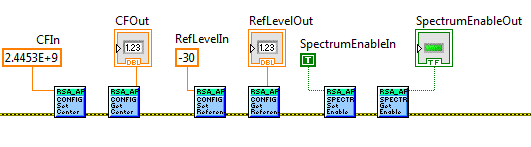 CFIn
CFOut
RefLevelIn
RefLevelOut
SpectrumEnableIn
SpectrumEnableOut
2.4453E+9
1.23
DBL
-30
1.23
DBL
T
TF
RSA_AP
CONFIG
Set
Center
RSA_AP
CONFIG
Get
Center
RSA_AP
CONFIG
Set
Referen
RSA_AP
CONFIG
Get
Referen
RSA_AP
SPECTR
Set
Enable
RSA_AP
SPECTR
Get
Enable